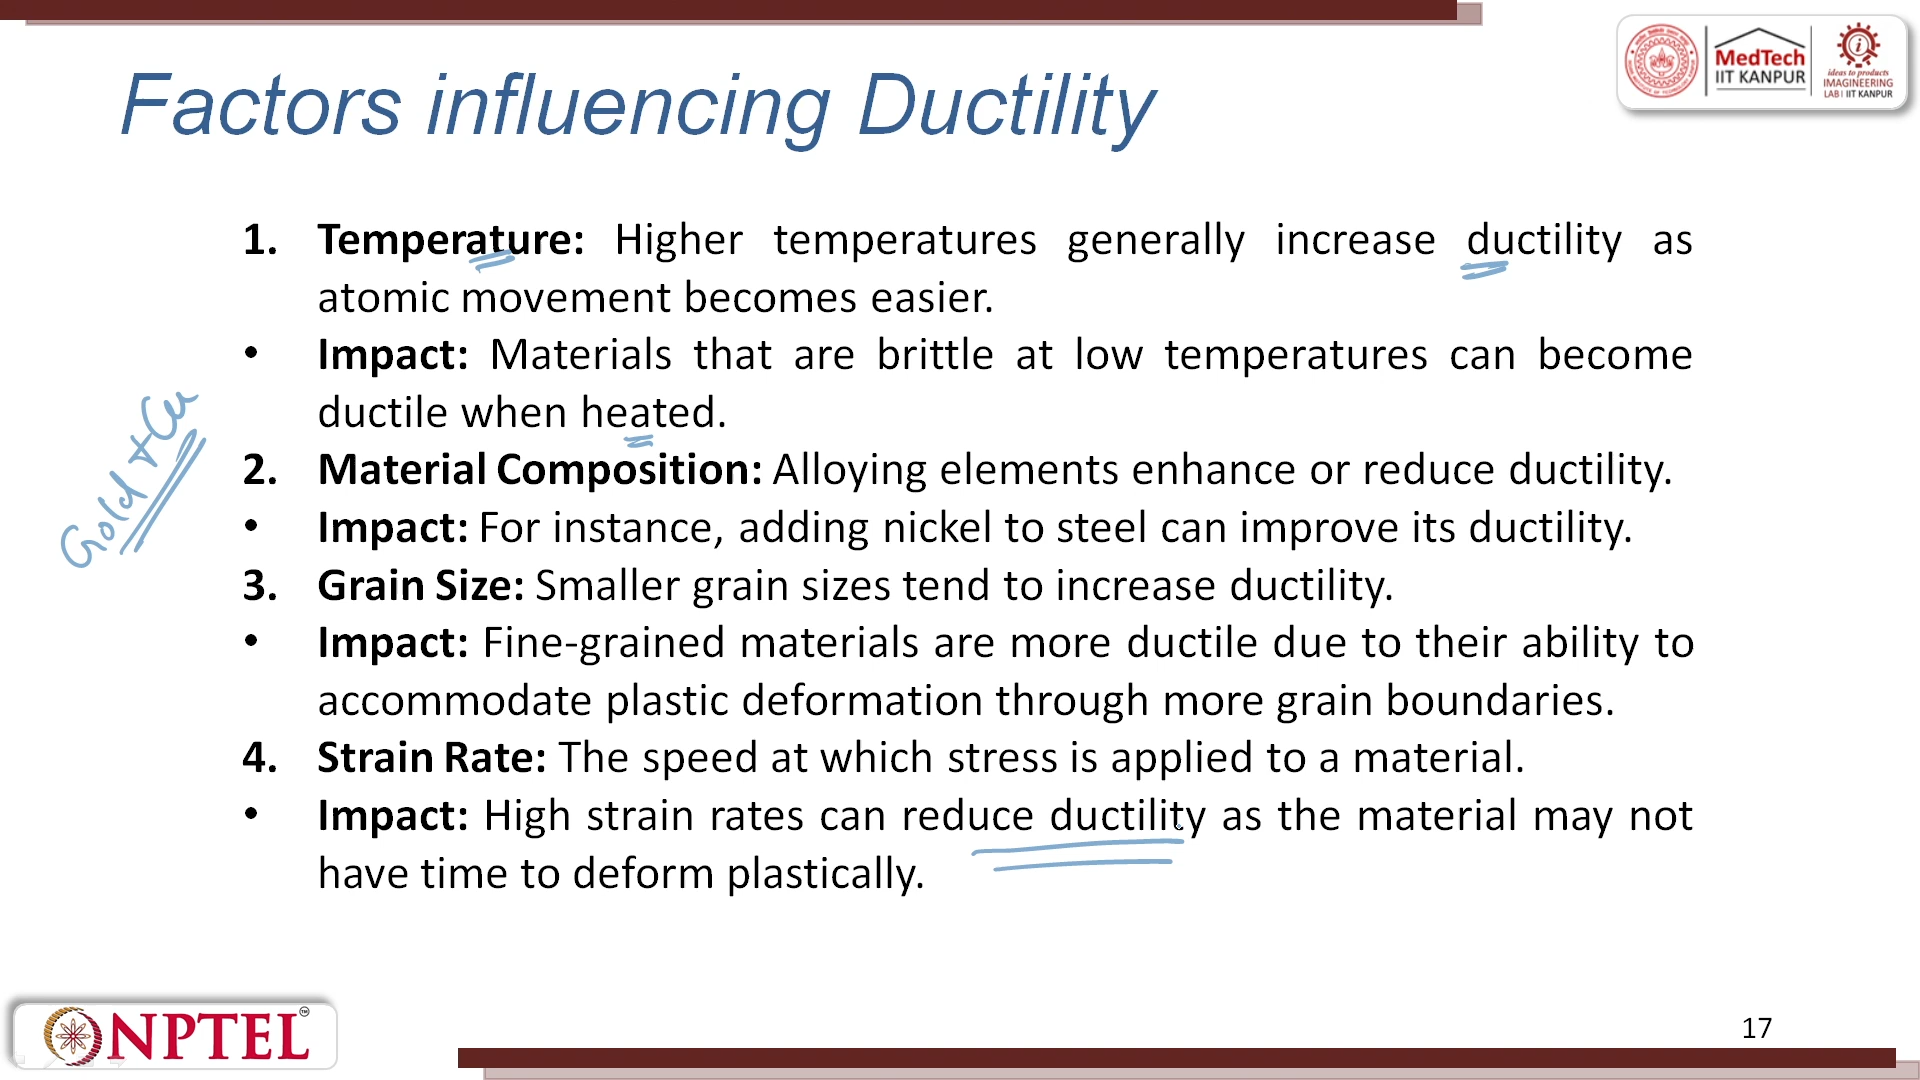 Factors influencing Ductility
MedTech
IIT KANPUR
ideas to products
IMAGINEERING
LAB | IIT KANPUR
1. Temperature: Higher temperatures generally increase ductility as
atomic movement becomes easier.
• Impact: Materials that are brittle at low temperatures can become
ductile when heated.
Gold + Cu
2. Material Composition: Alloying elements enhance or reduce ductility.
• Impact: For instance, adding nickel to steel can improve its ductility.
3. Grain Size: Smaller grain sizes tend to increase ductility.
• Impact: Fine-grained materials are more ductile due to their ability to
accommodate plastic deformation through more grain boundaries.
4. Strain Rate: The speed at which stress is applied to a material.
• Impact: High strain rates can reduce ductility as the material may not
have time to deform plastically.
NPTEL™
17